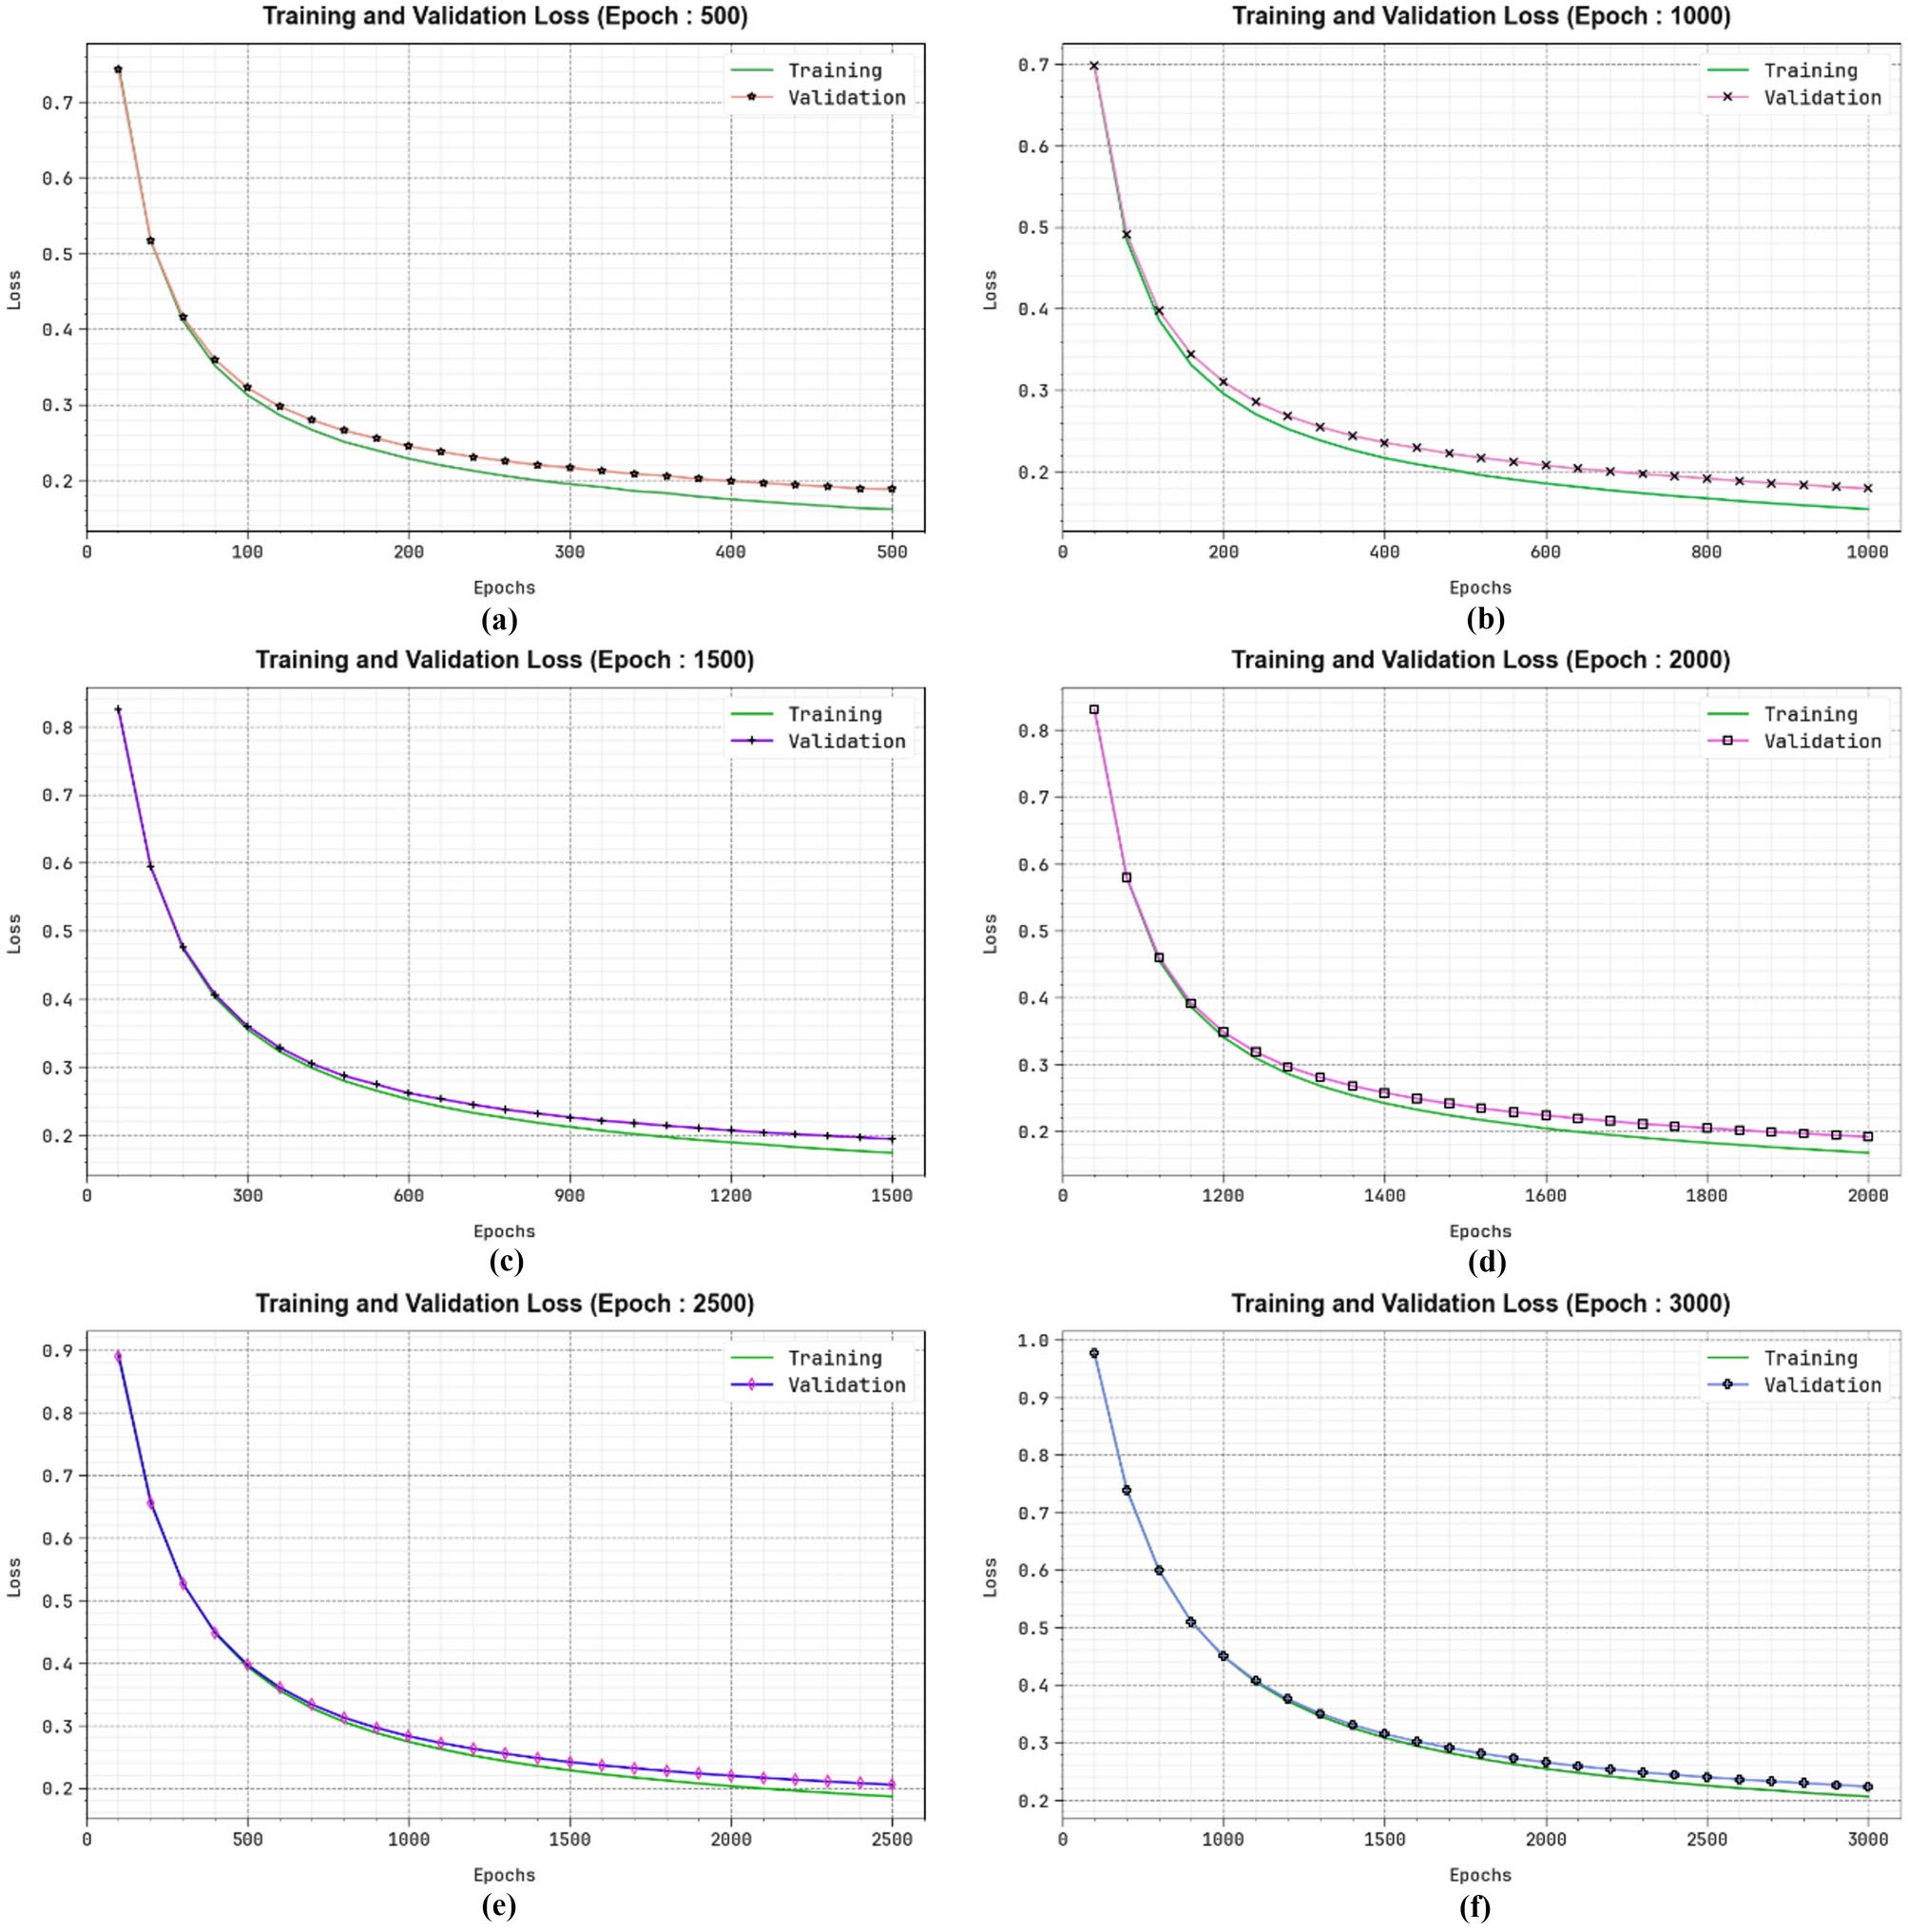 Training and Validation Loss (Epoch : 500)
Training
Validation
0.7
0.6
0.5
0.4
0.3
0.2
Loss
0 100 200 300 400 500
Epochs
(a)
Training and Validation Loss (Epoch : 1000)
Training
Validation
0.7
0.6
0.5
0.4
0.3
0.2
Loss
0 200 400 600 800 1000
Epochs
(b)
Training and Validation Loss (Epoch : 1500)
Training
Validation
0.8
0.7
0.6
0.5
0.4
0.3
0.2
Loss
0 300 600 900 1200 1500
Epochs
(c)
Training and Validation Loss (Epoch : 2000)
Training
Validation
0.8
0.7
0.6
0.5
0.4
0.3
0.2
Loss
0 1200 1400 1600 1800 2000
Epochs
(d)
Training and Validation Loss (Epoch : 2500)
Training
Validation
0.9
0.8
0.7
0.6
0.5
0.4
0.3
0.2
Loss
0 500 1000 1500 2000 2500
Epochs
(e)
Training and Validation Loss (Epoch : 3000)
Training
Validation
1.0
0.9
0.8
0.7
0.6
0.5
0.4
0.3
0.2
Loss
0 1000 1500 2000 2500 3000
Epochs
(f)